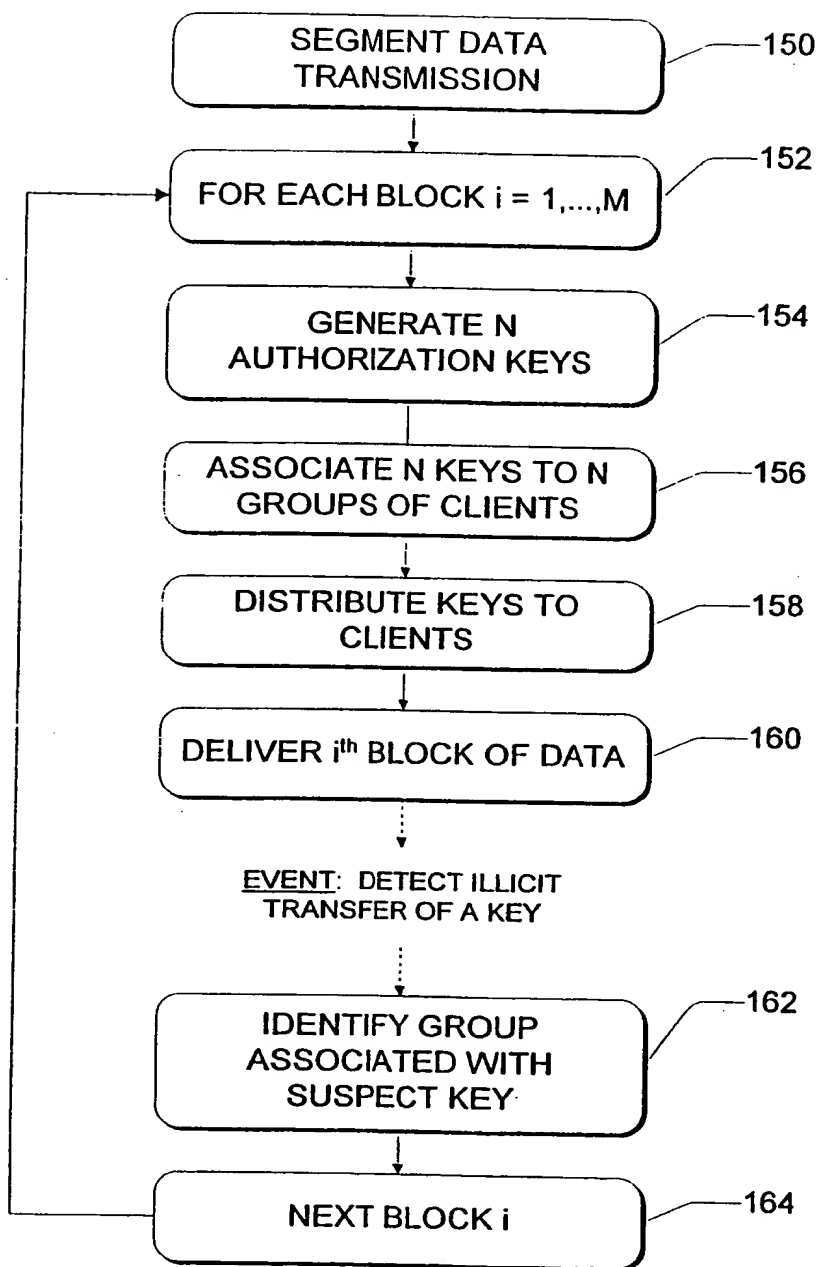 SEGMENT DATA
TRANSMISSION
150
FOR EACH BLOCK i = 1,...,M
152
GENERATE N
AUTHORIZATION KEYS
154
ASSOCIATE N KEYS TO N
GROUPS OF CLIENTS
156
DISTRIBUTE KEYS TO
CLIENTS
158
DELIVER ith BLOCK OF DATA
160
EVENT: DETECT ILLICIT
TRANSFER OF A KEY
IDENTIFY GROUP
ASSOCIATED WITH
SUSPECT KEY
162
NEXT BLOCK i
164